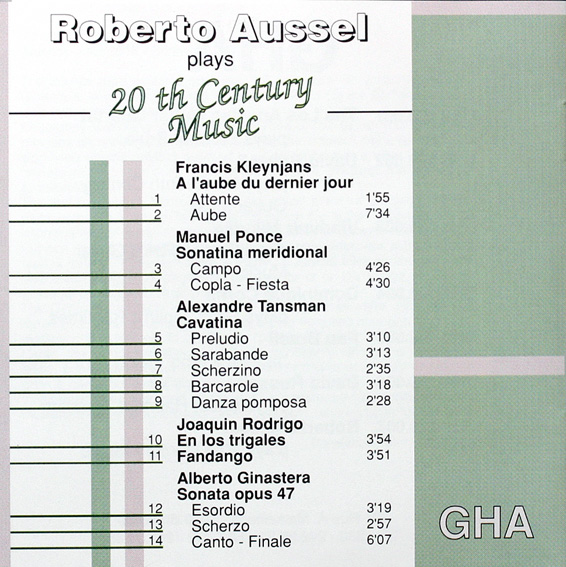 Roberto Aussel
plays
20 th Century
Music
Francis Kleynjans
A l'aube du dernier jour
1 Attente 1'55
2 Aube 7'34
Manuel Ponce
Sonatina meridional
3 Campo 4'26
4 Copla - Fiesta 4'30
Alexandre Tansman
Cavatina
5 Preludio 3'10
6 Sarabande 3'13
7 Scherzino 2'35
8 Barcarole 3'18
9 Danza pomposa 2'28
Joaquin Rodrigo
10 En los trigales 3'54
11 Fandango 3'51
Alberto Ginastera
Sonata opus 47
12 Esordio 3'19
13 Scherzo 2'57
14 Canto - Finale 6'07
GHA